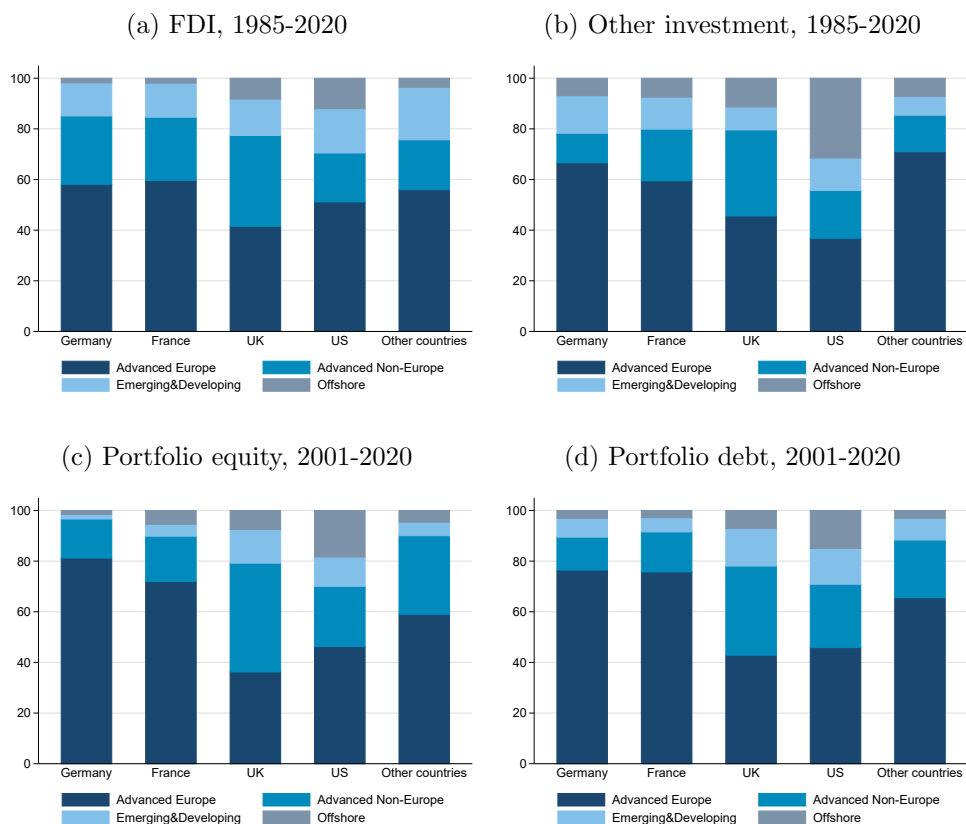 (a) FDI, 1985-2020
100
80
60
40
20
0
Germany France UK US Other countries
Advanced Europe Advanced Non-Europe
Emerging&Developing Offshore
(b) Other investment, 1985-2020
100
80
60
40
20
0
Germany France UK US Other countries
Advanced Europe Advanced Non-Europe
Emerging&Developing Offshore
(c) Portfolio equity, 2001-2020
100
80
60
40
20
0
Germany France UK US Other countries
Advanced Europe Advanced Non-Europe
Emerging&Developing Offshore
(d) Portfolio debt, 2001-2020
100
80
60
40
20
0
Germany France UK US Other countries
Advanced Europe Advanced Non-Europe
Emerging&Developing Offshore